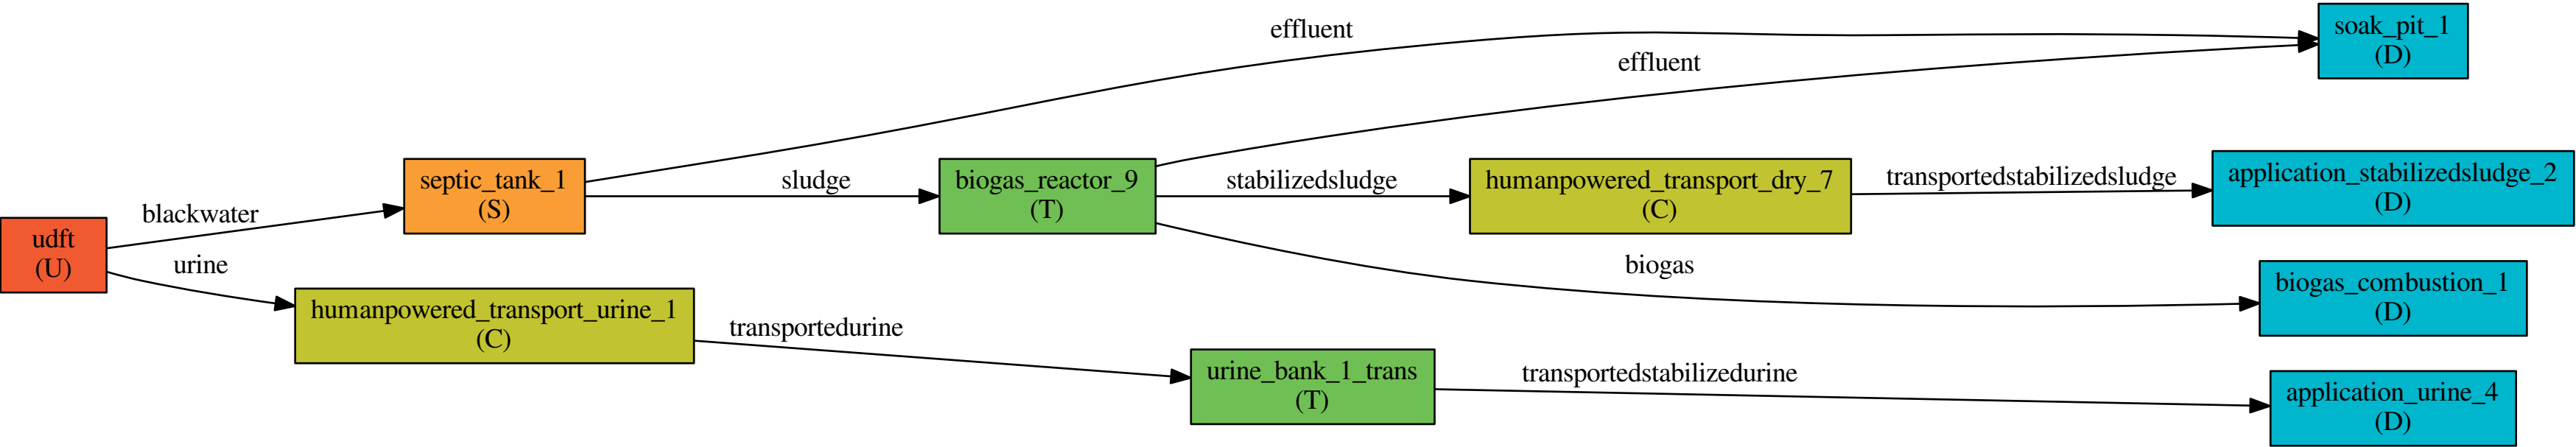 effluent
soak_pit_1
(D)
effluent
septic_tank_1
(S)
sludge
biogas_reactor_9
(T)
stabilizedsludge
humanpowered_transport_dry_7
(C)
transportedstabilizedsludge
application_stabilizedsludge_2
(D)
blackwater
udft
(U)
urine
biogas
biogas_combustion_1
(D)
humanpowered_transport_urine_1
(C)
transportedurine
urine_bank_1_trans
(T)
transportedstabilizedurine
application_urine_4
(D)